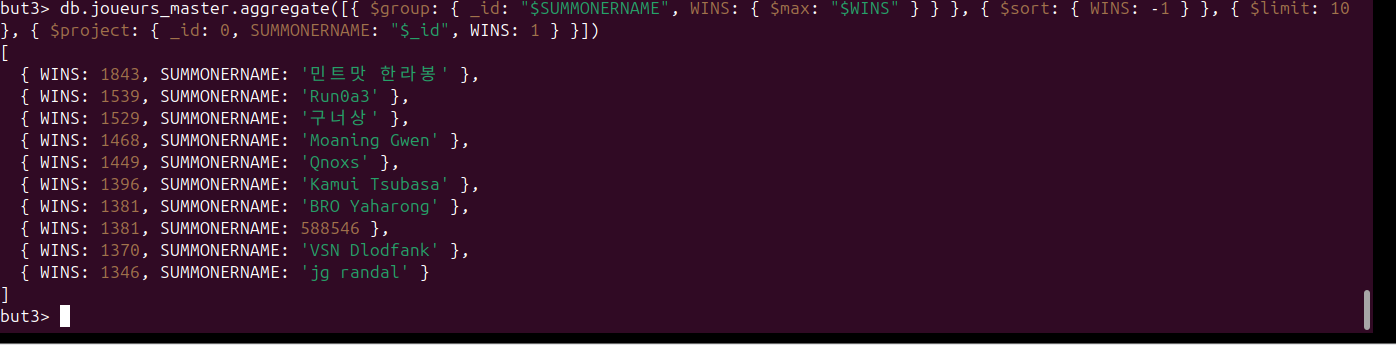 but3> db.joueurs_master.aggregate([{ $group: { _id: "$SUMMONERNAME", WINS: { $max: "$WINS" } } }, { $sort: { WINS: -1 } }, { $limit: 10
}, { $project: { _id: 0, SUMMONERNAME: "$_id", WINS: 1 } }])
[
  { WINS: 1843, SUMMONERNAME: '민트맛 한라봉' },
  { WINS: 1539, SUMMONERNAME: 'Run0a3' },
  { WINS: 1529, SUMMONERNAME: '구너상' },
  { WINS: 1468, SUMMONERNAME: 'Moaning Gwen' },
  { WINS: 1449, SUMMONERNAME: 'Qnoxs' },
  { WINS: 1396, SUMMONERNAME: 'Kamui Tsubasa' },
  { WINS: 1381, SUMMONERNAME: 'BRO Yaharong' },
  { WINS: 1381, SUMMONERNAME: 588546 },
  { WINS: 1370, SUMMONERNAME: 'VSN Dlodfank' },
  { WINS: 1346, SUMMONERNAME: 'jg randal' }
]
but3>